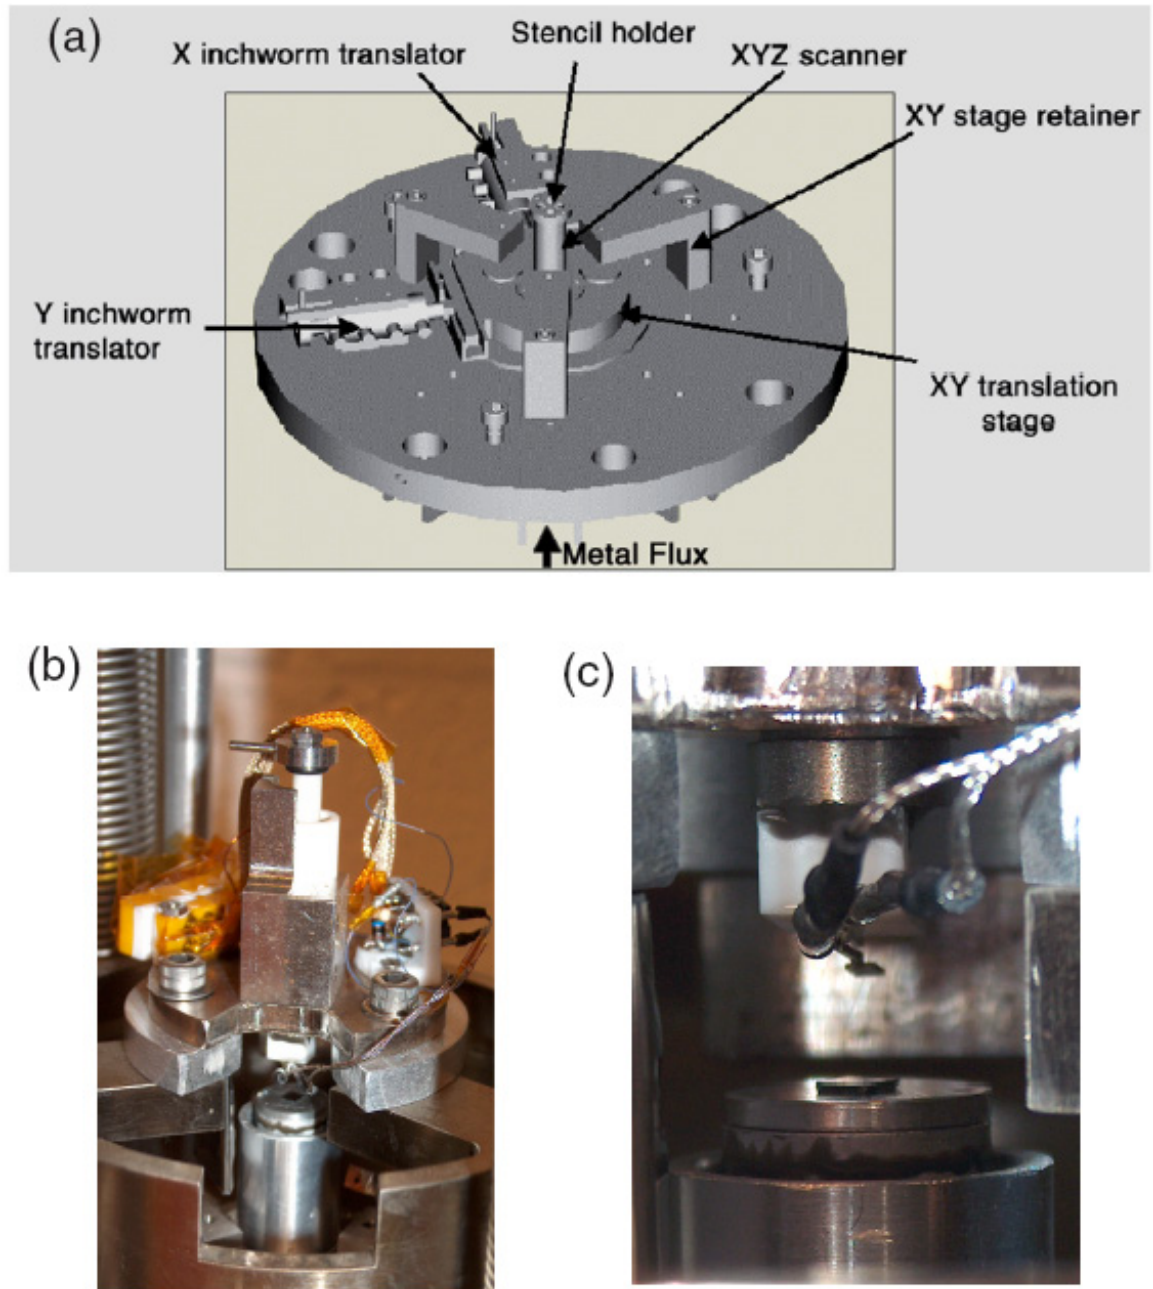 (a)
Stencil holder
X inchworm translator
XYZ scanner
XY stage retainer
Y inchworm
translator
XY translation
stage
Metal Flux
(b)
(c)